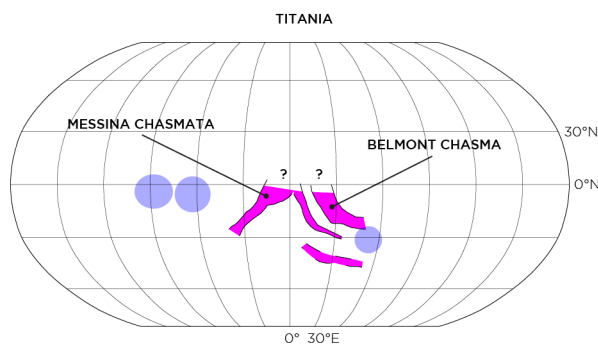 TITANIA
30°N
MESSINA CHASMATA
BELMONT CHASMA
? ?
0°N
0° 30°E